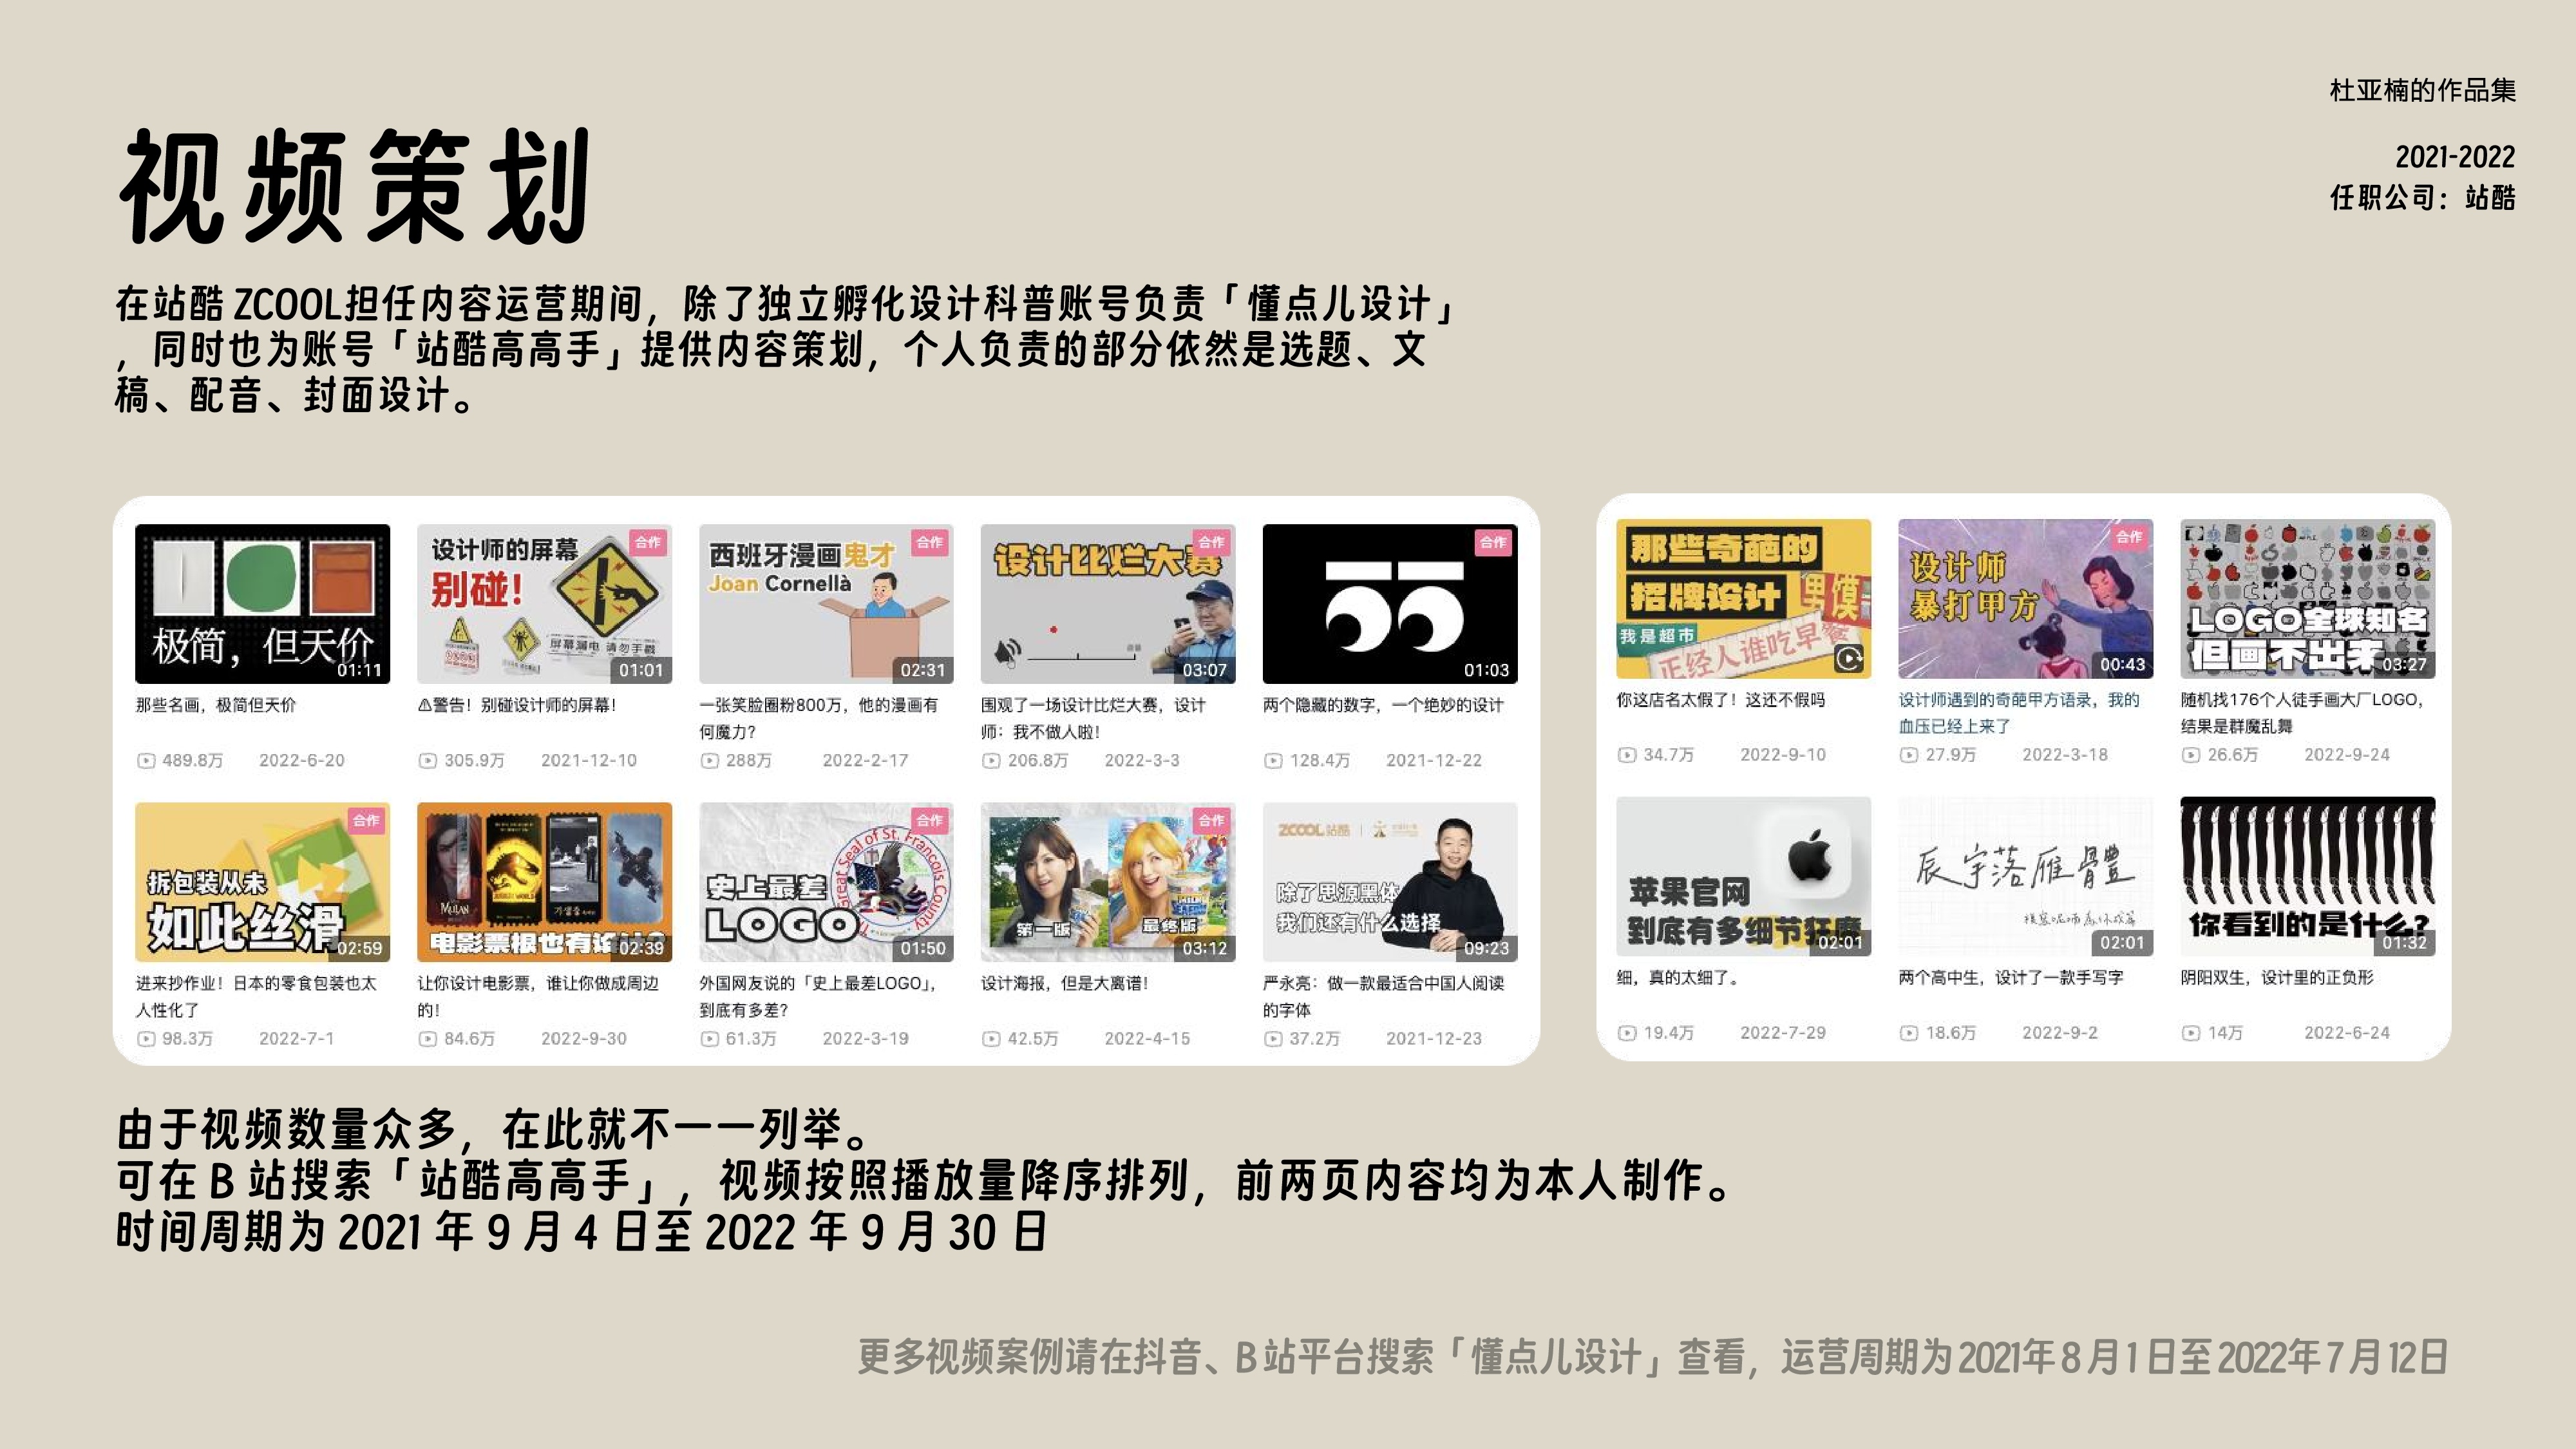 杜亚楠的作品集
2021-2022
任职公司：站酷
视频策划
在站酷 ZCOOL担任内容运营期间，除了独立孵化设计科普账号负责「懂点儿设计」
，同时也为账号「站酷高高手」提供内容策划，个人负责的部分依然是选题、文
稿、配音、封面设计。
极简，但天价
01:11
那些名画，极简但天价
489.8万 2022-6-20
设计师的屏幕
别碰！
合作
屏幕漏电 请勿手戳
01:01
⚠警告！别碰设计师的屏幕！
305.9万 2021-12-10
西班牙漫画鬼才
Joan Cornellà
合作
02:31
一张笑脸圈粉800万，他的漫画有
何魔力？
288万 2022-2-17
设计比烂大赛
合作
03:07
围观了一场设计比烂大赛，设计
师：我不做人啦！
206.8万 2022-3-3
合作
01:03
两个隐藏的数字，一个绝妙的设计
128.4万 2021-12-22
合作
拆包装从未
如此丝滑
02:59
进来抄作业！日本的零食包装也太
人性化了
98.3万 2022-7-1
MULAN
电影票根也有设计？
02:39
让你设计电影票，谁让你做成周边
的！
84.6万 2022-9-30
合作
史上最差
LOGO
Great Seal of St. Francois County
01:50
外国网友说的「史上最差LOGO」，
到底有多差？
61.3万 2022-3-19
合作
第一版
最终版
03:12
设计海报，但是大离谱！
42.5万 2022-4-15
ZCOOL 站酷
除了思源黑体
我们还有什么选择
09:23
严永亮：做一款最适合中国人阅读
的字体
37.2万 2021-12-23
那些奇葩的
招牌设计
男馍
我是超市
正经人谁吃早餐
你这店名太假了！这还不假吗
34.7万 2022-9-10
合作
设计师
暴打甲方
00:43
设计师遇到的奇葩甲方语录，我的
血压已经上来了
27.9万 2022-3-18
LOGO全球知名
但画不出来
03:27
随机找176个人徒手画大厂LOGO，
结果是群魔乱舞
26.6万 2022-9-24
苹果官网
到底有多细节狂魔
02:01
细，真的太细了。
19.4万 2022-7-29
辰宇落雁體
02:01
两个高中生，设计了一款手写字
18.6万 2022-9-2
你看到的是什么？
01:32
阴阳双生，设计里的正负形
14万 2022-6-24
由于视频数量众多，在此就不一一列举。
可在 B 站搜索「站酷高高手」，视频按照播放量降序排列，前两页内容均为本人制作。
时间周期为 2021 年 9 月 4 日至 2022 年 9 月 30 日
更多视频案例请在抖音、B站平台搜索「懂点儿设计」查看，运营周期为2021年8月1日至2022年7月12日